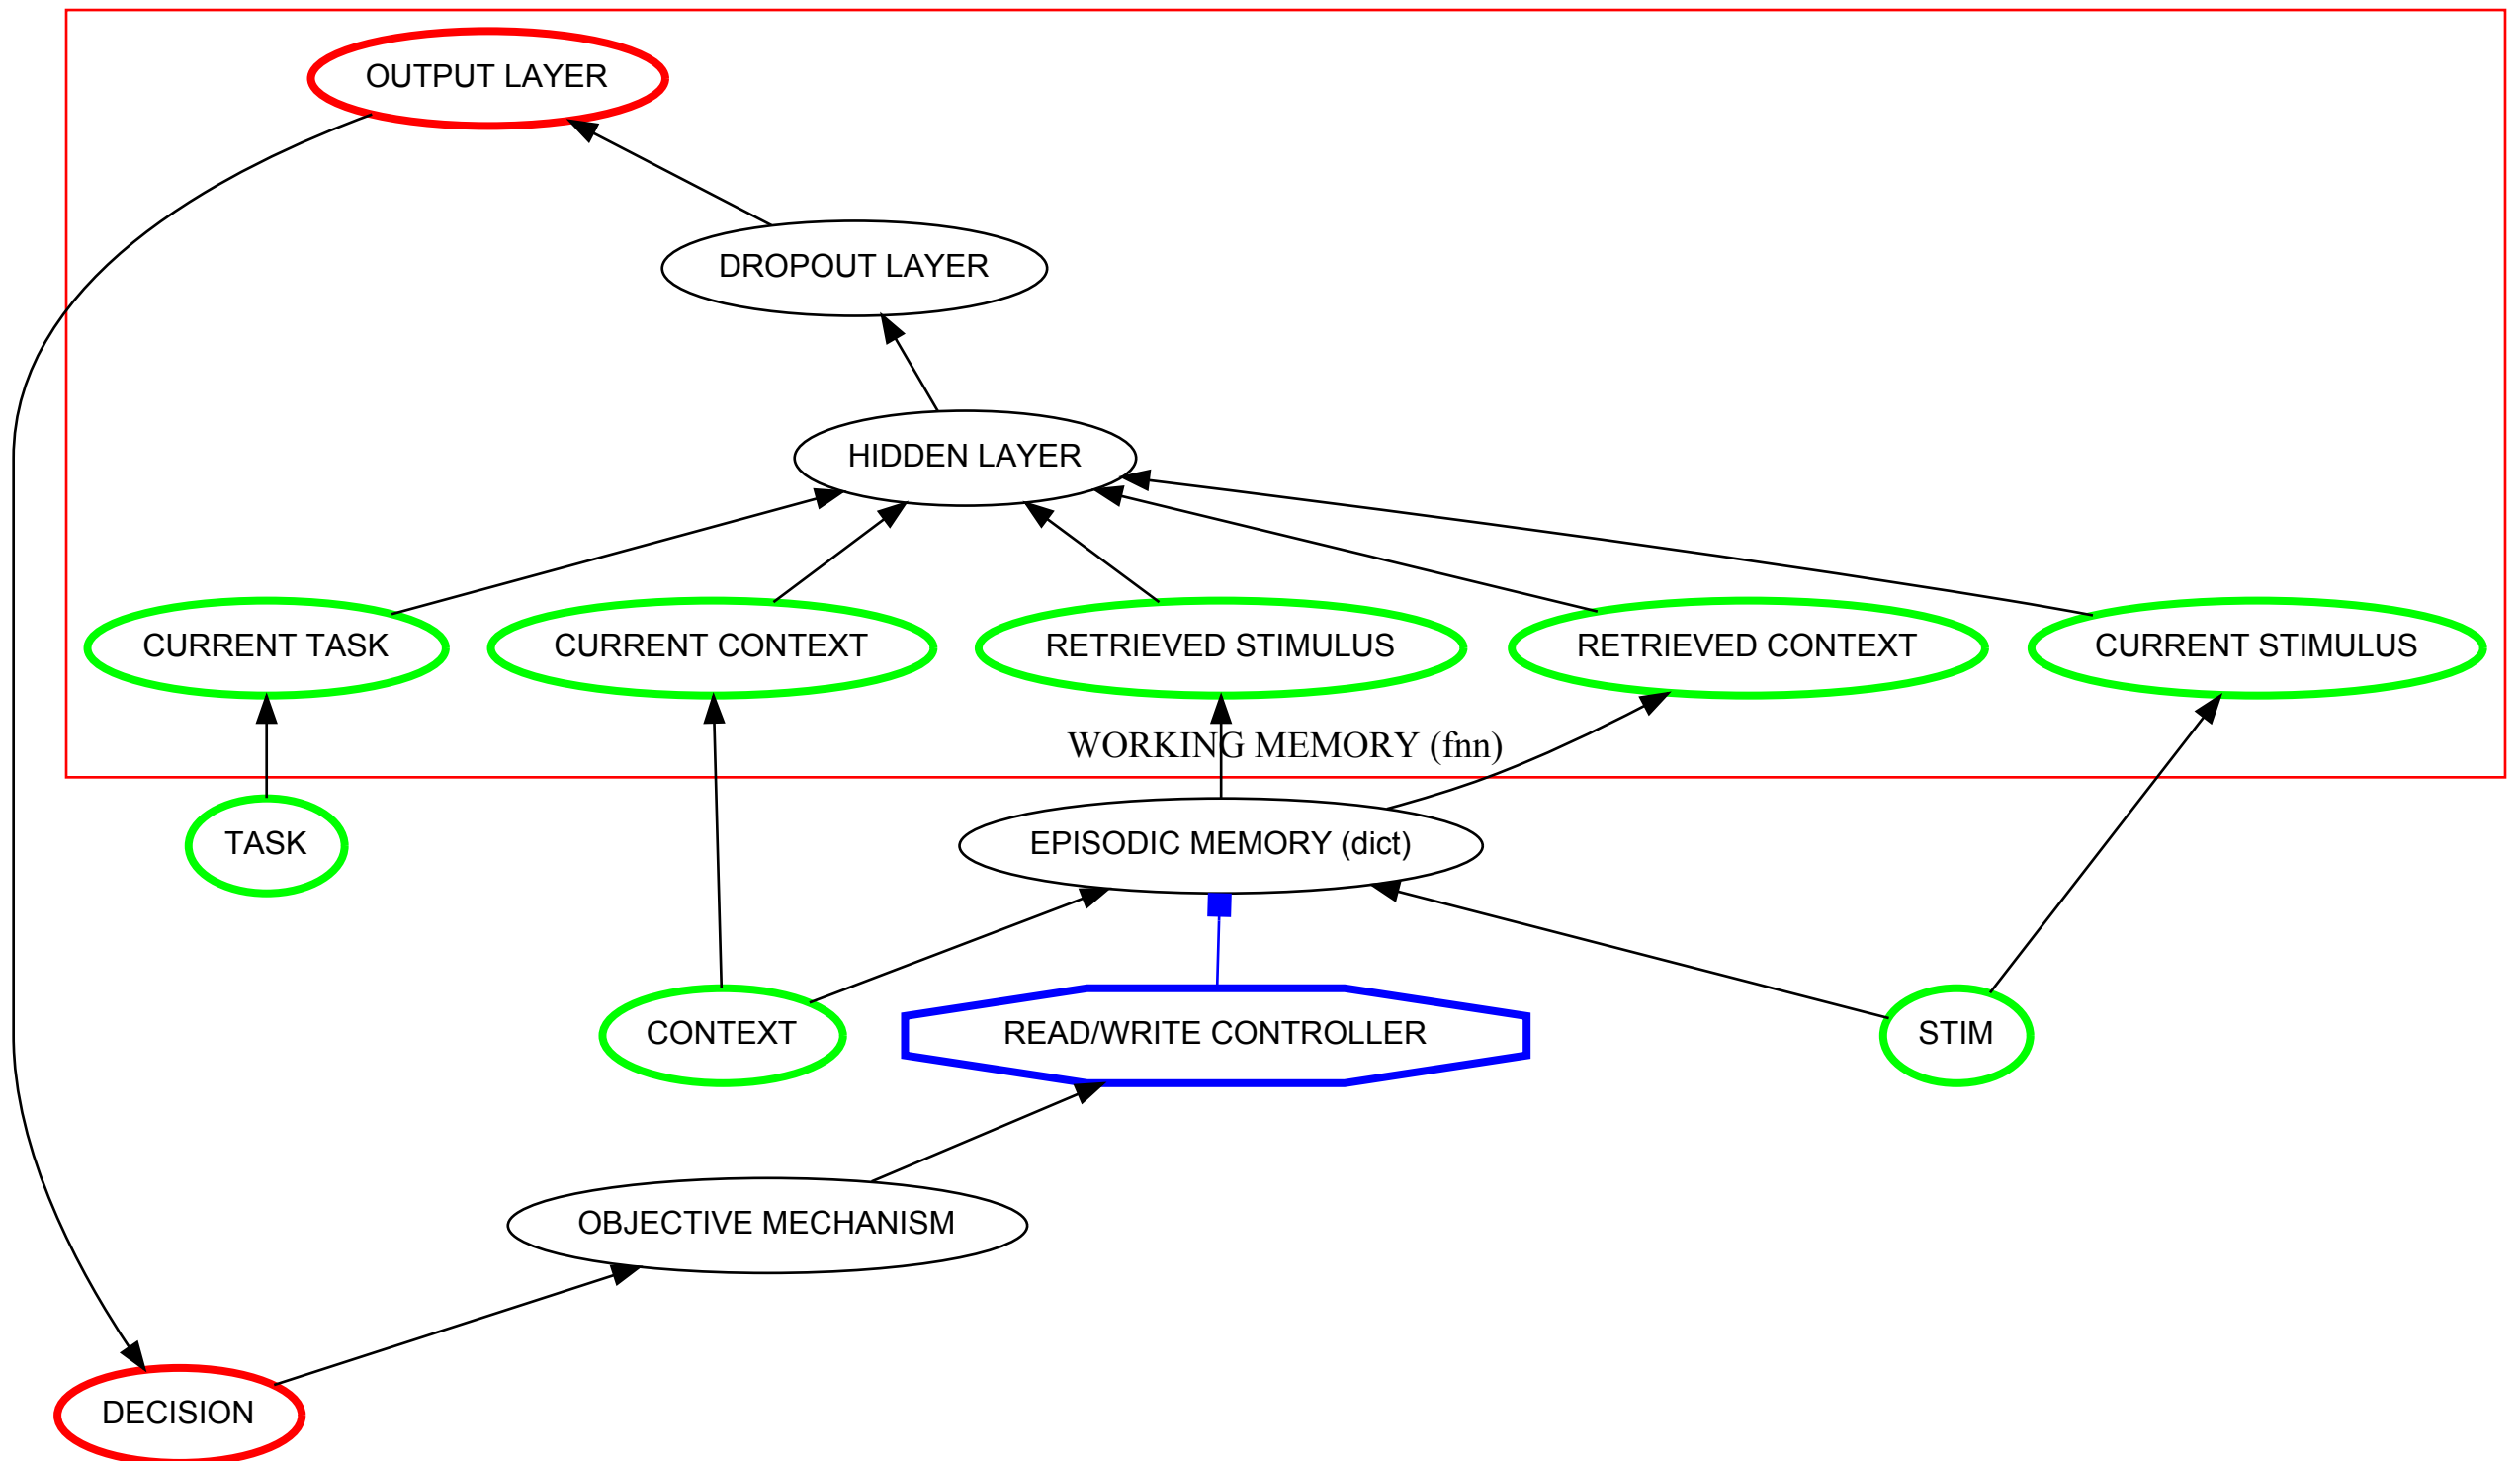 OUTPUT LAYER
DROPOUT LAYER
HIDDEN LAYER
CURRENT TASK
CURRENT CONTEXT
RETRIEVED STIMULUS
RETRIEVED CONTEXT
CURRENT STIMULUS
WORKING MEMORY (fnn)
TASK
EPISODIC MEMORY (dict)
CONTEXT
READ/WRITE CONTROLLER
STIM
OBJECTIVE MECHANISM
DECISION